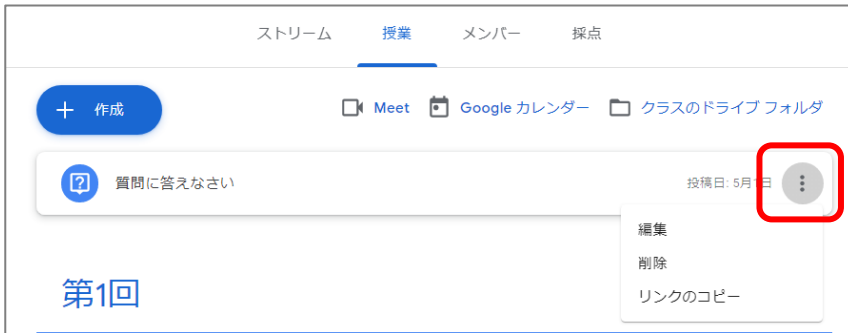 ストリーム 授業 メンバー 採点
作成 Meet Google カレンダー クラスのドライブ フォルダ
質問に答えなさい 投稿日: 5月1日
編集
削除
リンクのコピー
第1回